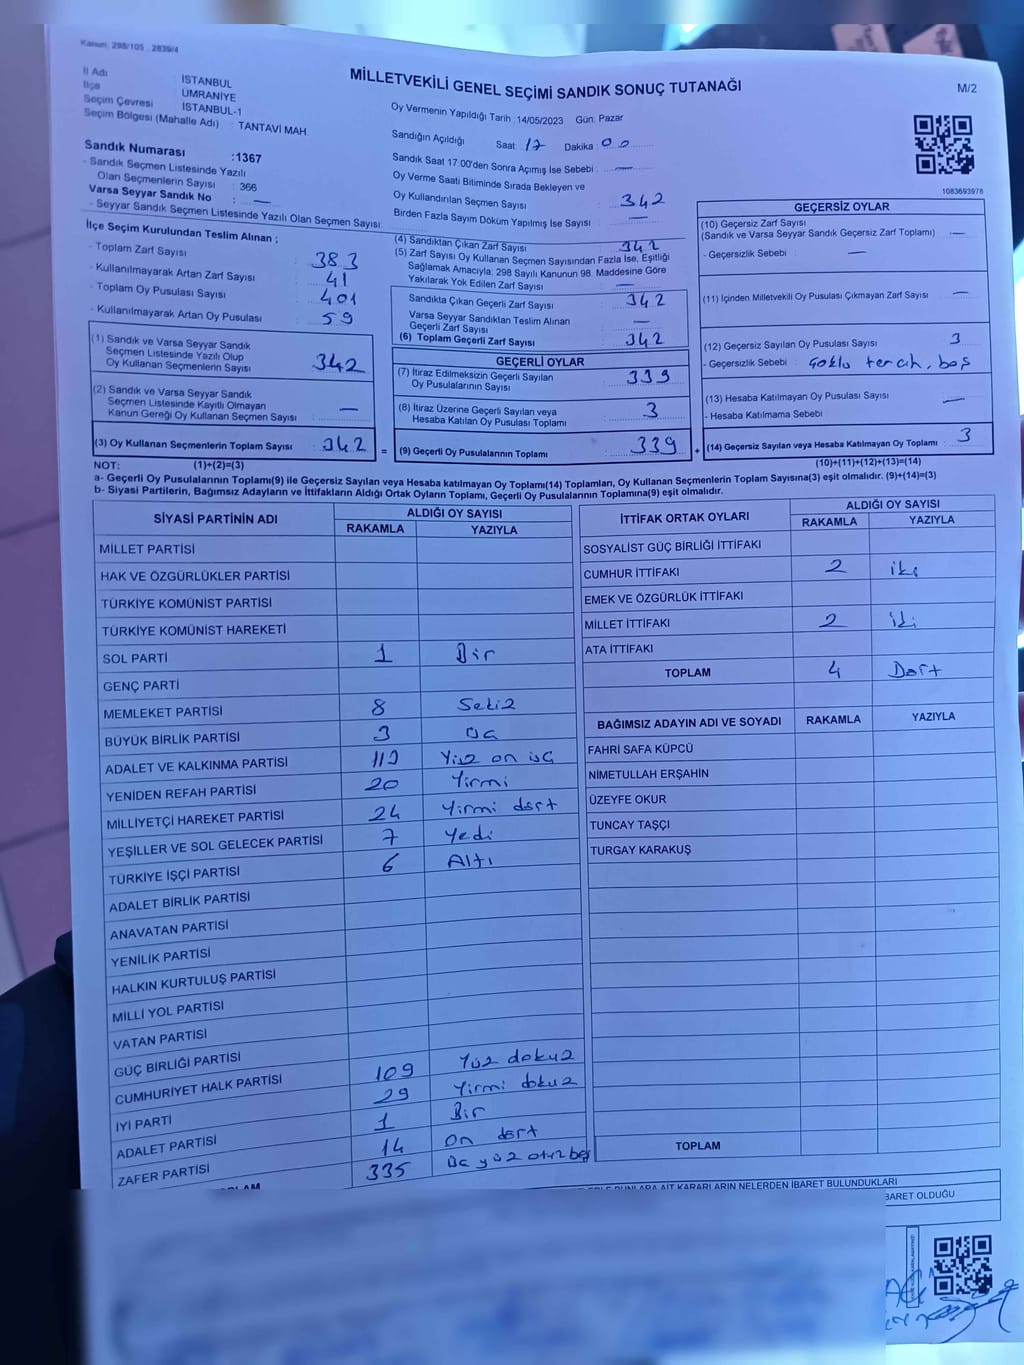 Kanun: 298/105 , 2839/4
MİLLETVEKİLİ GENEL SEÇİMİ SANDIK SONUÇ TUTANAĞI
M/2
İl Adı : İSTANBUL
İlçe : ÜMRANİYE
Seçim Çevresi : İSTANBUL-1
Seçim Bölgesi (Mahalle Adı) : TANTAVİ MAH.
Sandık Numarası :1367
- Sandık Seçmen Listesinde Yazılı
Olan Seçmenlerin Sayısı : 366
Varsa Seyyar Sandık No : —
- Seyyar Sandık Seçmen Listesinde Yazılı Olan Seçmen Sayısı:
Oy Vermenin Yapıldığı Tarih :14/05/2023 Gün: Pazar
Sandığın Açıldığı Saat: 17 Dakika: 00
Sandık Saat 17:00'den Sonra Açımış İse Sebebi : —
Oy Verme Saati Bitiminde Sırada Bekleyen ve
Oy Kullandırılan Seçmen Sayısı : 342
Birden Fazla Sayım Döküm Yapılmış İse Sayısı : —
1083693978
İlçe Seçim Kurulundan Teslim Alınan ;
- Toplam Zarf Sayısı : 383
- Kullanılmayarak Artan Zarf Sayısı : 41
- Toplam Oy Pusulası Sayısı : 401
- Kullanılmayarak Artan Oy Pusulası : 59
(4) Sandıktan Çıkan Zarf Sayısı : 342
(5) Zarf Sayısı Oy Kullanan Seçmen Sayısından Fazla İse, Eşitliği
Sağlamak Amacıyla, 298 Sayılı Kanunun 98. Maddesine Göre
Yakılarak Yok Edilen Zarf Sayısı : —
Sandıkta Çıkan Geçerli Zarf Sayısı : 342
Varsa Seyyar Sandıktan Teslim Alınan
Geçerli Zarf Sayısı : —
(6) Toplam Geçerli Zarf Sayısı : 342
GEÇERSİZ OYLAR
(10) Geçersiz Zarf Sayısı
(Sandık ve Varsa Seyyar Sandık Geçersiz Zarf Toplamı) : —
- Geçersizlik Sebebi : —
(11) İçinden Milletvekili Oy Pusulası Çıkmayan Zarf Sayısı : —
(12) Geçersiz Sayılan Oy Pusulası Sayısı : 3
- Geçersizlik Sebebi : Çoklu tercih, boş
(13) Hesaba Katılmayan Oy Pusulası Sayısı : —
- Hesaba Katılmama Sebebi :
(1) Sandık ve Varsa Seyyar Sandık
Seçmen Listesinde Yazılı Olup
Oy Kullanan Seçmenlerin Sayısı : 342
(2) Sandık ve Varsa Seyyar Sandık
Seçmen Listesinde Kayıtlı Olmayan
Kanun Gereği Oy Kullanan Seçmen Sayısı : —
GEÇERLİ OYLAR
(7) İtiraz Edilmeksizin Geçerli Sayılan
Oy Pusulalarının Sayısı : 339
(8) İtiraz Üzerine Geçerli Sayılan veya
Hesaba Katılan Oy Pusulası Toplamı : 3
(3) Oy Kullanan Seçmenlerin Toplam Sayısı : 342 = (9) Geçerli Oy Pusulalarının Toplamı : 339 + (14) Geçersiz Sayılan veya Hesaba Katılmayan Oy Toplamı : 3
NOT: (1)+(2)=(3) (10)+(11)+(12)+(13)=(14)
a- Geçerli Oy Pusulalarının Toplamı(9) ile Geçersiz Sayılan veya Hesaba katılmayan Oy Toplamı(14) Toplamları, Oy Kullanan Seçmenlerin Toplam Sayısına(3) eşit olmalıdır. (9)+(14)=(3)
b- Siyasi Partilerin, Bağımsız Adayların ve İttifakların Aldığı Ortak Oyların Toplamı, Geçerli Oy Pusulalarının Toplamına(9) eşit olmalıdır.
SİYASİ PARTİNİN ADI ALDIĞI OY SAYISI
RAKAMLA YAZIYLA
MİLLET PARTİSİ
HAK VE ÖZGÜRLÜKLER PARTİSİ
TÜRKİYE KOMÜNİST PARTİSİ
TÜRKİYE KOMÜNİST HAREKETİ
SOL PARTİ 1 Bir
GENÇ PARTİ
MEMLEKET PARTİSİ 8 Sekiz
BÜYÜK BİRLİK PARTİSİ 3 Üç
ADALET VE KALKINMA PARTİSİ 113 Yüz on üç
YENİDEN REFAH PARTİSİ 20 Yirmi
MİLLİYETÇİ HAREKET PARTİSİ 24 Yirmi dört
YEŞİLLER VE SOL GELECEK PARTİSİ 7 Yedi
TÜRKİYE İŞÇİ PARTİSİ 6 Altı
ADALET BİRLİK PARTİSİ
ANAVATAN PARTİSİ
YENİLİK PARTİSİ
HALKIN KURTULUŞ PARTİSİ
MİLLİ YOL PARTİSİ
VATAN PARTİSİ
GÜÇ BİRLİĞİ PARTİSİ
CUMHURİYET HALK PARTİSİ 109 Yüz dokuz
İYİ PARTİ 29 Yirmi dokuz
ADALET PARTİSİ 1 Bir
ZAFER PARTİSİ 14 on dört
335 Üç yüz otuz beş
İTTİFAK ORTAK OYLARI ALDIĞI OY SAYISI
RAKAMLA YAZIYLA
SOSYALİST GÜÇ BİRLİĞİ İTTİFAKI
CUMHUR İTTİFAKI 2 iki
EMEK VE ÖZGÜRLÜK İTTİFAKI
MİLLET İTTİFAKI 2 iki
ATA İTTİFAKI
TOPLAM 4 Dört
BAĞIMSIZ ADAYIN ADI VE SOYADI RAKAMLA YAZIYLA
FAHRİ SAFA KÜPCÜ
NİMETULLAH ERŞAHİN
ÜZEYFE OKUR
TUNCAY TAŞÇI
TURGAY KARAKUŞ
TOPLAM
KARARLARIN NELERDEN İBARET BULUNDUKLARI
BARET OLDUĞU